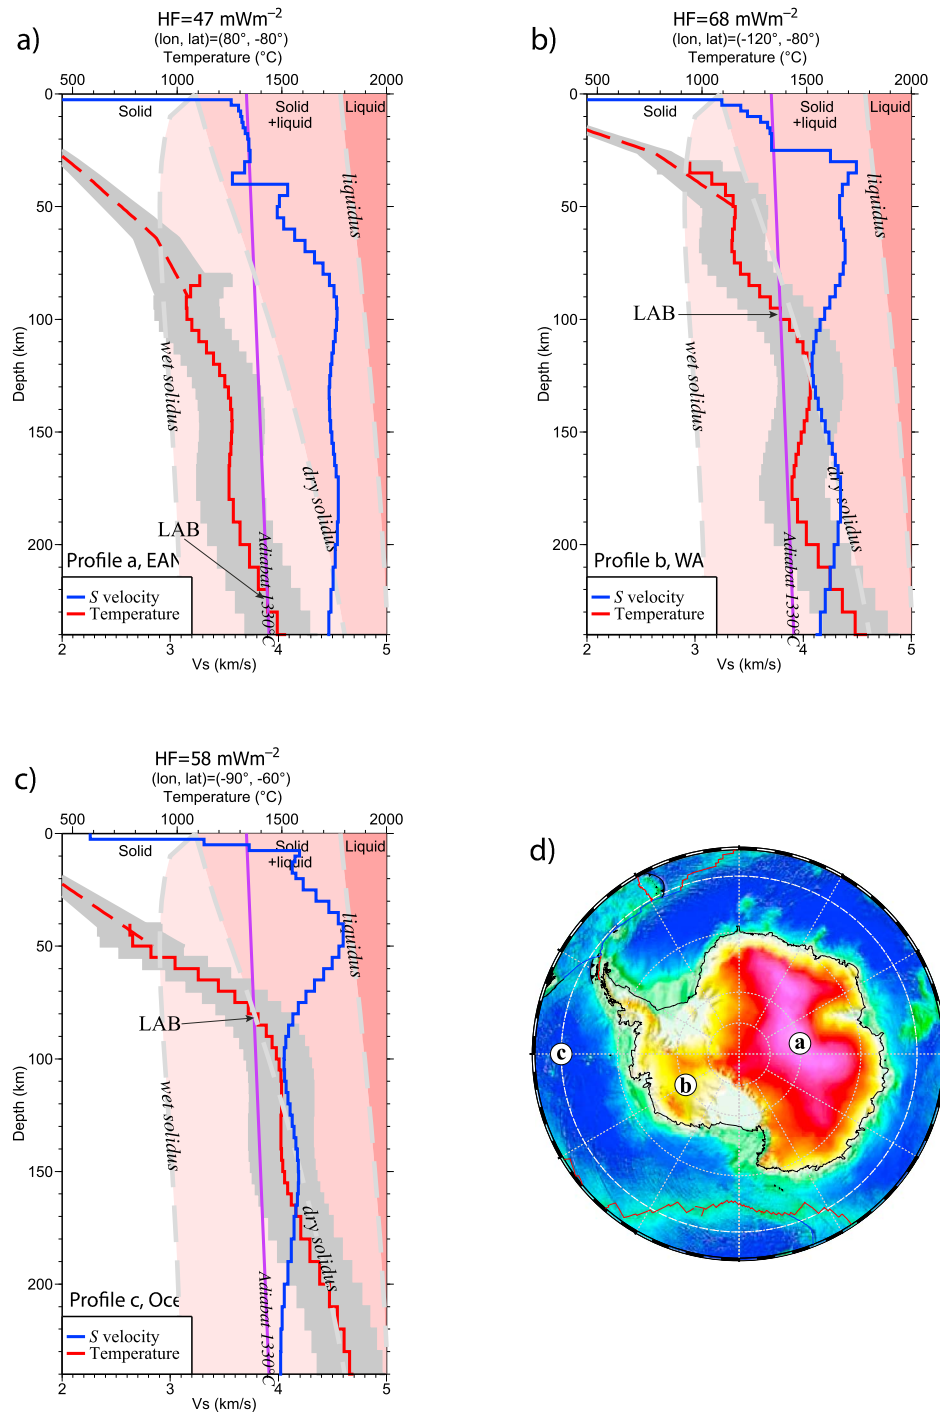 a)
HF=47 mWm⁻²
(lon, lat)=(80°, -80°)
Temperature (°C)
500 1000 1500 2000
Solid
Solid
+liquid
Liquid
liquidus
wet solidus
dry solidus
Adiabat 1330°C
LAB
0
50
100
150
200
Depth (km)
Profile a, EAN
S velocity
Temperature
2 3 4 5
Vs (km/s)
b)
HF=68 mWm⁻²
(lon, lat)=(-120°, -80°)
Temperature (°C)
500 1000 1500 2000
Solid
Solid
+liquid
Liquid
liquidus
wet solidus
dry solidus
Adiabat 1330°C
LAB
0
50
100
150
200
Depth (km)
Profile b, WA
S velocity
Temperature
2 3 4 5
Vs (km/s)
c)
HF=58 mWm⁻²
(lon, lat)=(-90°, -60°)
Temperature (°C)
500 1000 1500 2000
Solid
Solid
+liquid
Liquid
liquidus
wet solidus
dry solidus
Adiabat 1330°C
LAB
0
50
100
150
200
Depth (km)
Profile c, Oce
S velocity
Temperature
2 3 4 5
Vs (km/s)
d)
a
b
c